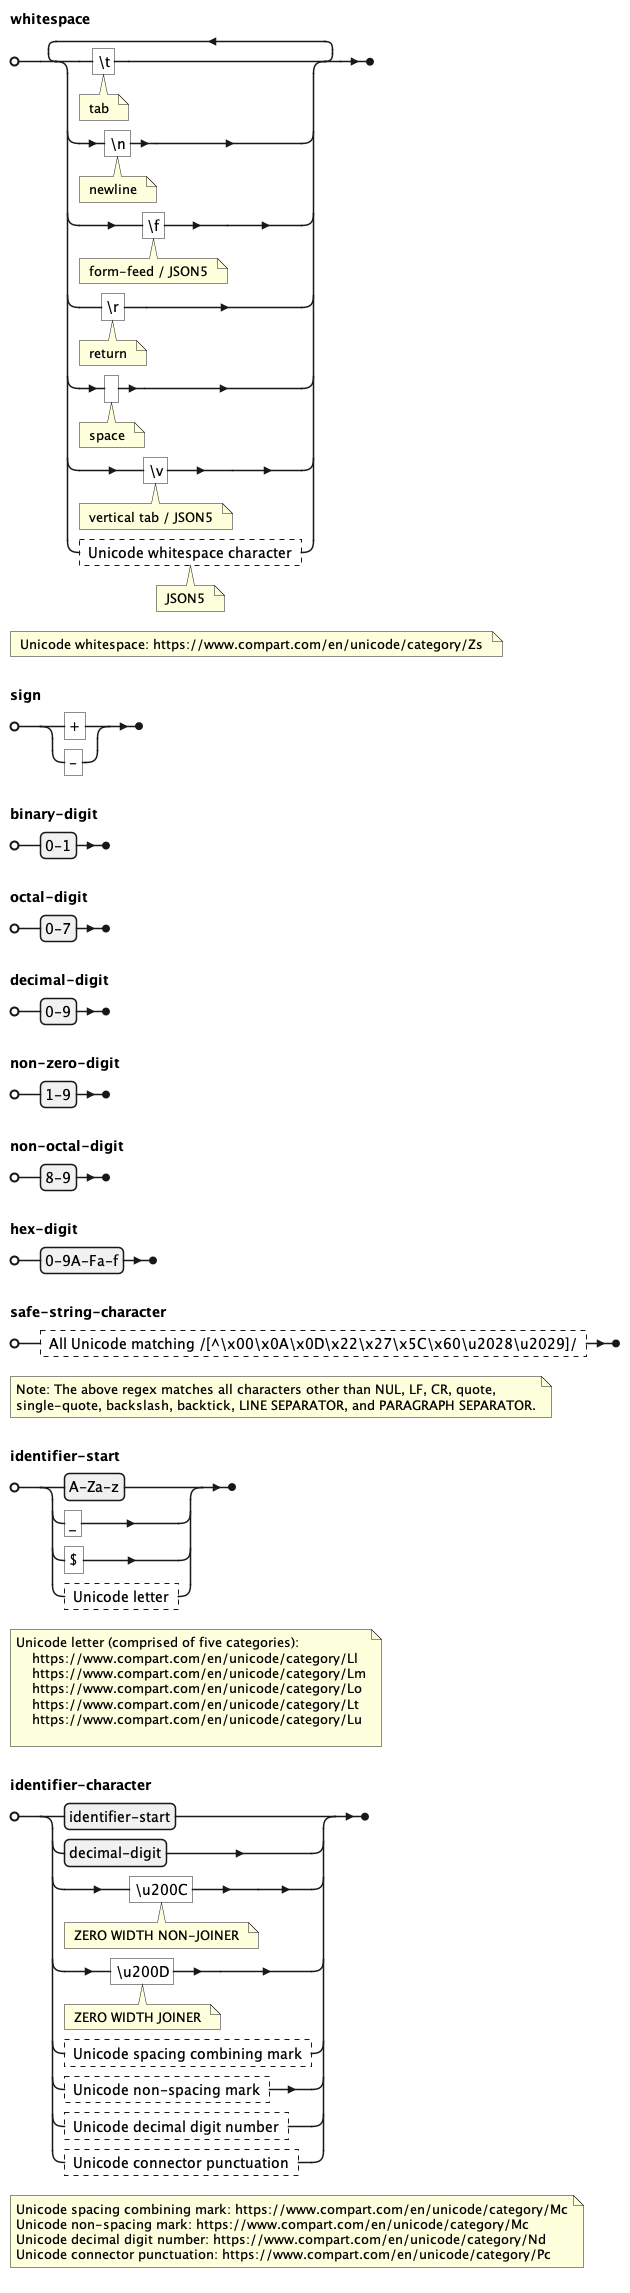 whitespace
\t
tab
\n
newline
\f
form-feed / JSON5
\r
return
space
\v
vertical tab / JSON5
Unicode whitespace character
JSON5
Unicode whitespace: https://www.compart.com/en/unicode/category/Zs
sign
+
-
binary-digit
0-1
octal-digit
0-7
decimal-digit
0-9
non-zero-digit
1-9
non-octal-digit
8-9
hex-digit
0-9A-Fa-f
safe-string-character
All Unicode matching /[^\x00\x0A\x0D\x22\x27\x5C\x60\u2028\u2029]/
Note: The above regex matches all characters other than NUL, LF, CR, quote,
single-quote, backslash, backtick, LINE SEPARATOR, and PARAGRAPH SEPARATOR.
identifier-start
A-Za-z
_
$
Unicode letter
Unicode letter (comprised of five categories):
https://www.compart.com/en/unicode/category/Ll
https://www.compart.com/en/unicode/category/Lm
https://www.compart.com/en/unicode/category/Lo
https://www.compart.com/en/unicode/category/Lt
https://www.compart.com/en/unicode/category/Lu
identifier-character
identifier-start
decimal-digit
\u200C
ZERO WIDTH NON-JOINER
\u200D
ZERO WIDTH JOINER
Unicode spacing combining mark
Unicode non-spacing mark
Unicode decimal digit number
Unicode connector punctuation
Unicode spacing combining mark: https://www.compart.com/en/unicode/category/Mc
Unicode non-spacing mark: https://www.compart.com/en/unicode/category/Mc
Unicode decimal digit number: https://www.compart.com/en/unicode/category/Nd
Unicode connector punctuation: https://www.compart.com/en/unicode/category/Pc